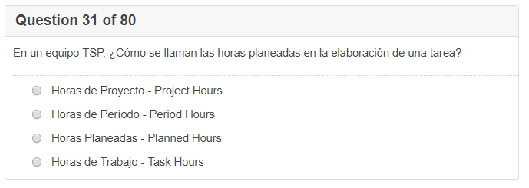 Question 31 of 80
En un equipo TSP, ¿Cómo se llaman las horas planeadas en la elaboración de una tarea?
Horas de Proyecto - Project Hours
Horas de Periodo - Period Hours
Horas Planeadas - Planned Hours
Horas de Trabajo - Task Hours